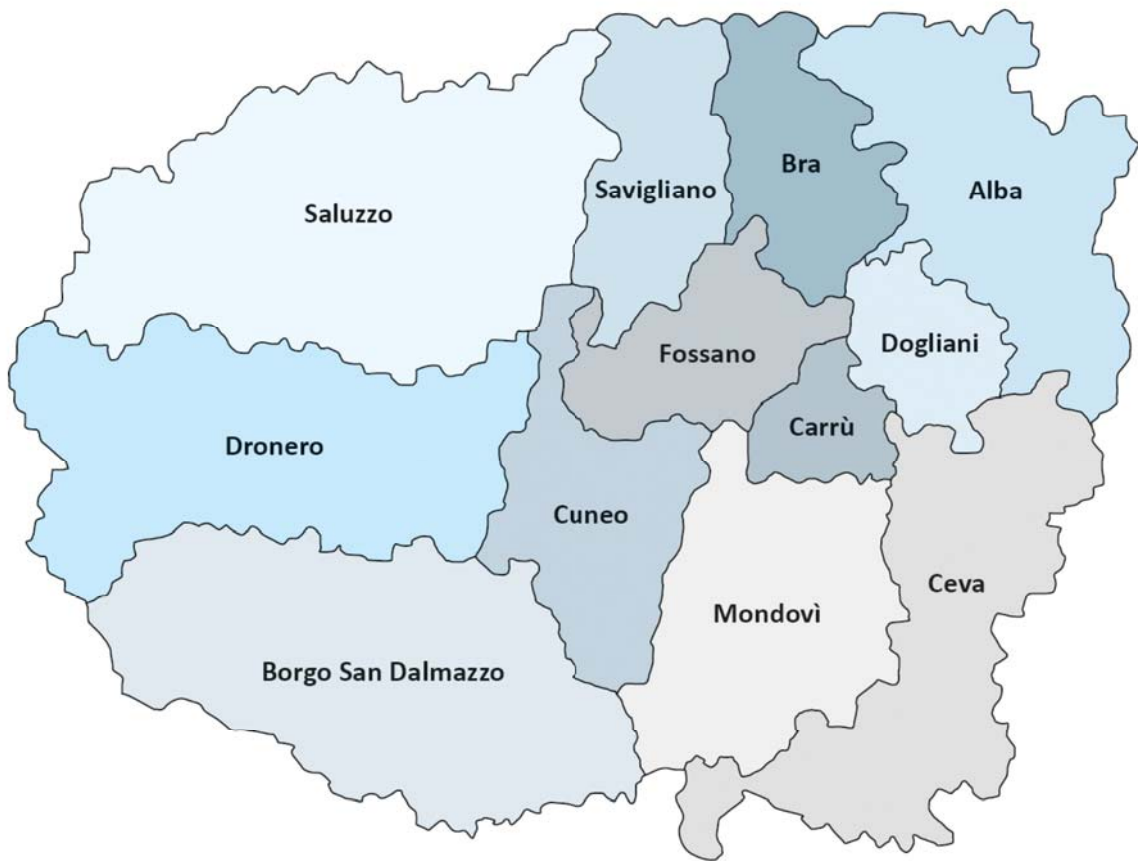 Bra
Savigliano
Alba
Saluzzo
Dogliani
Fossano
Carrù
Dronero
Cuneo
Ceva
Mondovì
Borgo San Dalmazzo